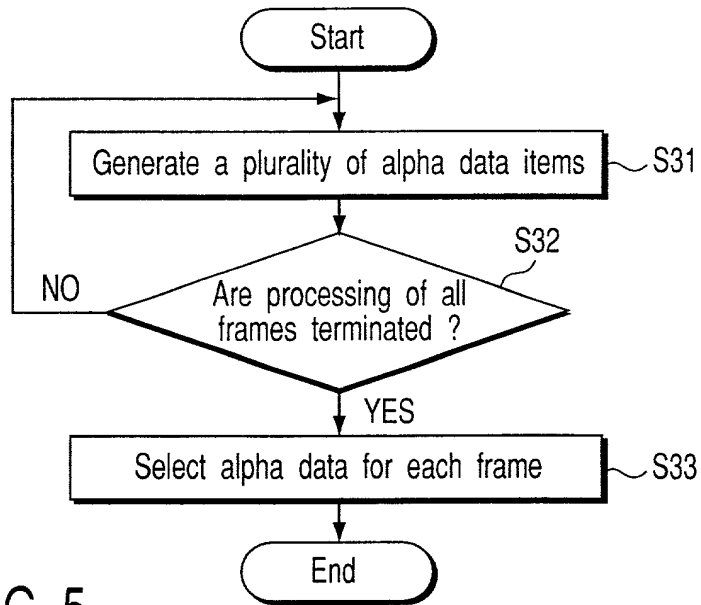 Start
Generate a plurality of alpha data items
S31
S32
NO
Are processing of all
frames terminated ?
YES
Select alpha data for each frame
S33
End
5